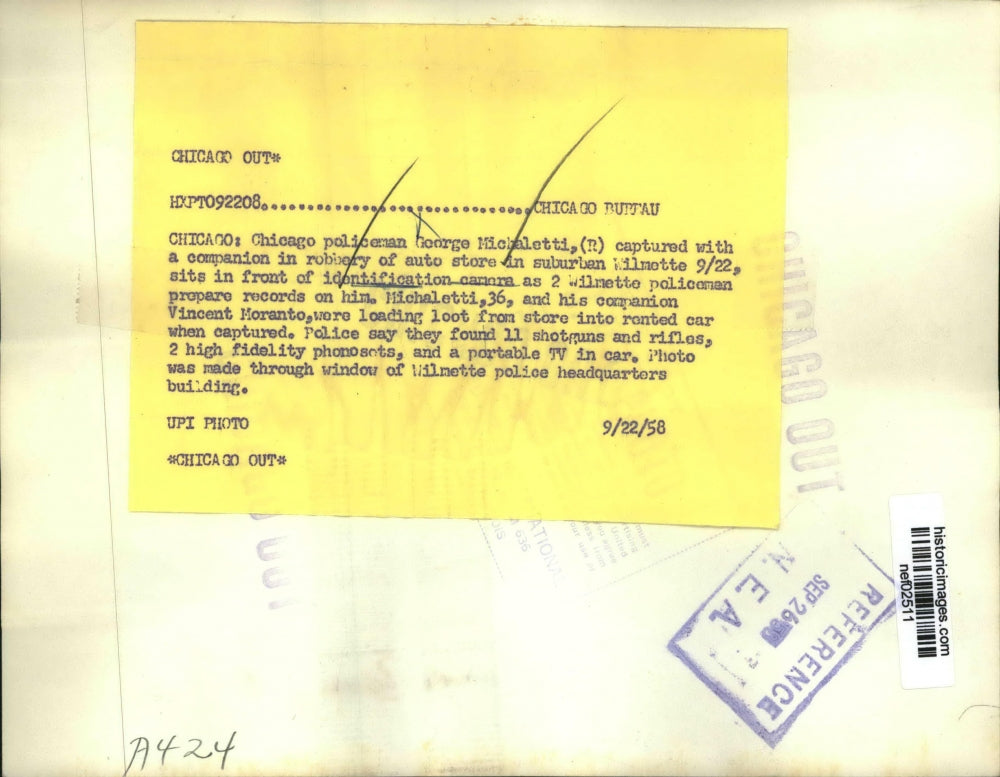 CHICAGO OUT*
HXPTO92208..............................CHICAGO BUREAU
CHICAGO: Chicago policeman George Michaletti,(R) captured with
a companion in robbery of auto store in suburban Wilmette 9/22,
sits in front of identification camera as 2 Wilmette policeman
prepare records on him. Michaletti,36, and his companion
Vincent Moranto,were loading loot from store into rented car
when captured. Police say they found 11 shotguns and rifles,
2 high fidelity phonosets, and a portable TV in car. Photo
was made through window of Wilmette police headquarters
building.
UPI PHOTO 9/22/58
*CHICAGO OUT*
CHICAGO OUT
N. E. A.
SEP 26
REFERENCE
historicimages.com
nef02511
A424